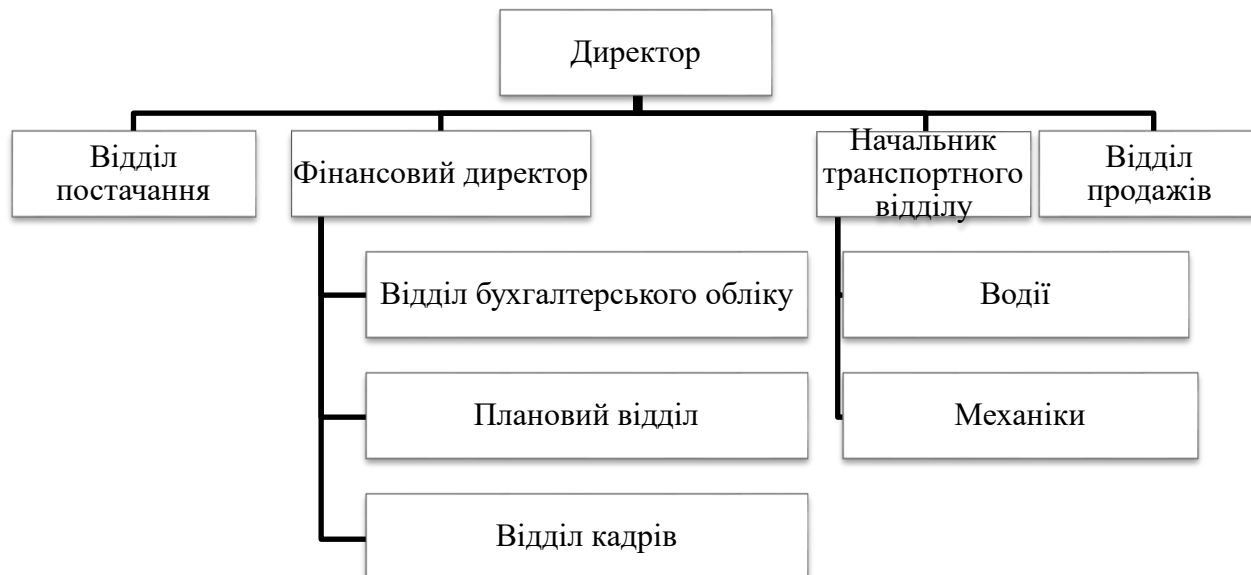 Директор
Відділ
постачання
Фінансовий директор
Начальник
транспортного
відділу
Відділ
продажів
Відділ бухгалтерського обліку
Плановий відділ
Відділ кадрів
Водії
Механіки